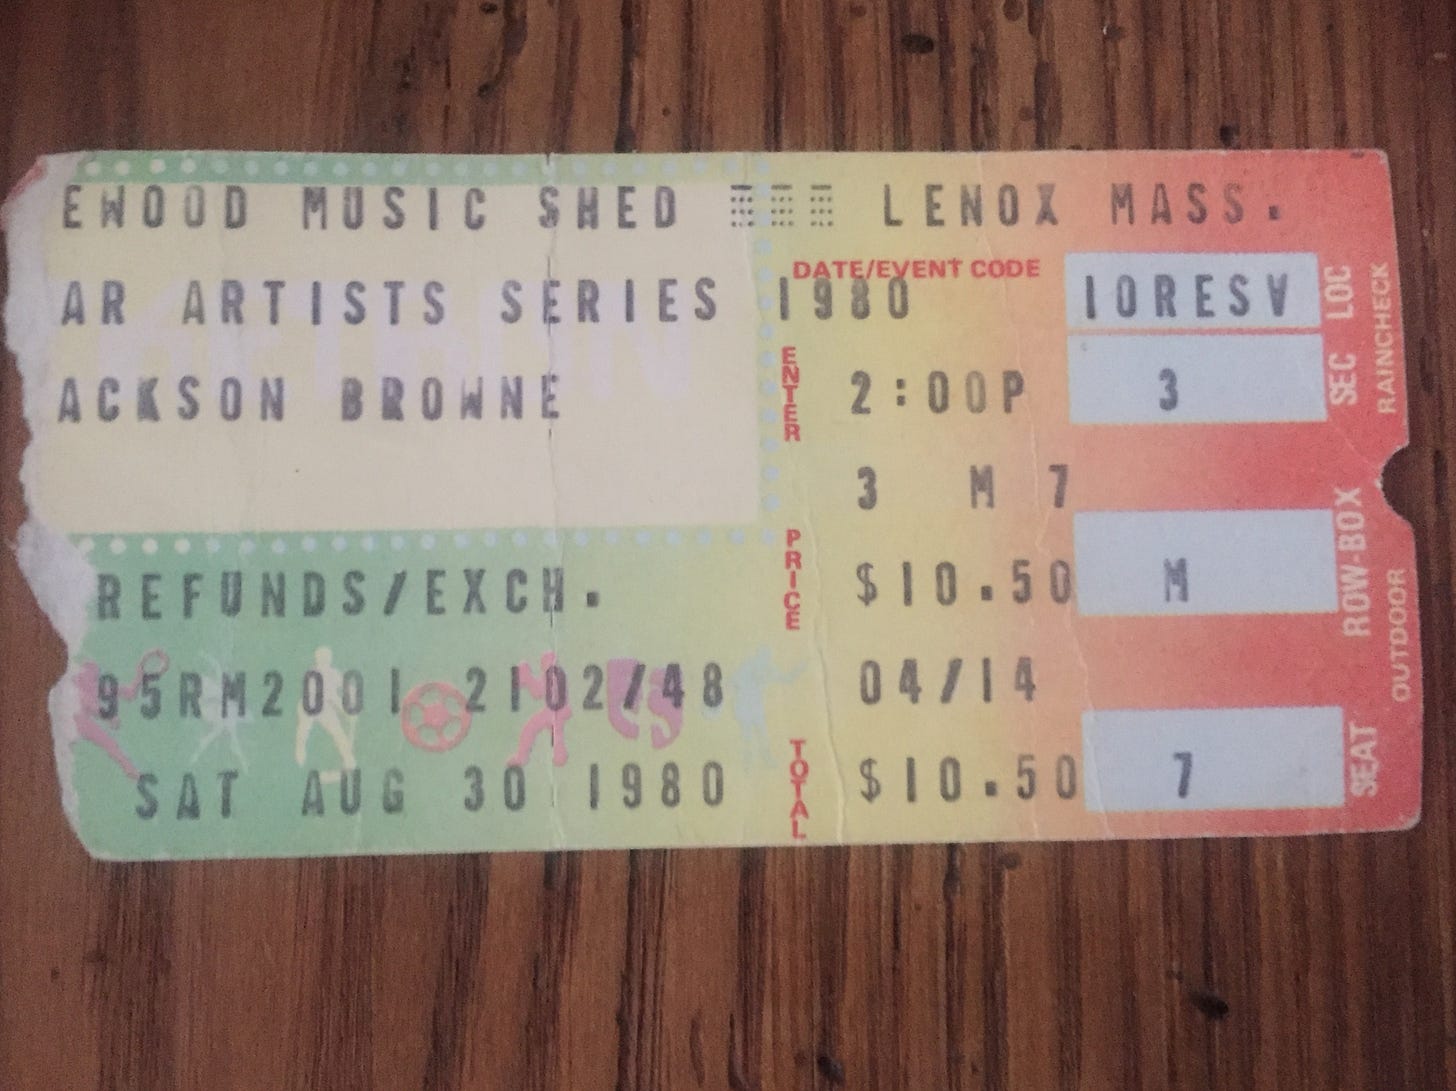 EWOOD MUSIC SHED LENOX MASS.
DATE/EVENT CODE
AR ARTISTS SERIES 1980 10RESV LOC
ACKSON BROWNE ENTER 2:00P 3 SEC
RAINCHECK
3 M 7
REFUNDS/EXCH. PRICE $10.50 M ROW-BOX
OUTDOOR
95RM2001 2102/48 04/14
SAT AUG 30 1980 TOTAL $10.50 7 SEAT